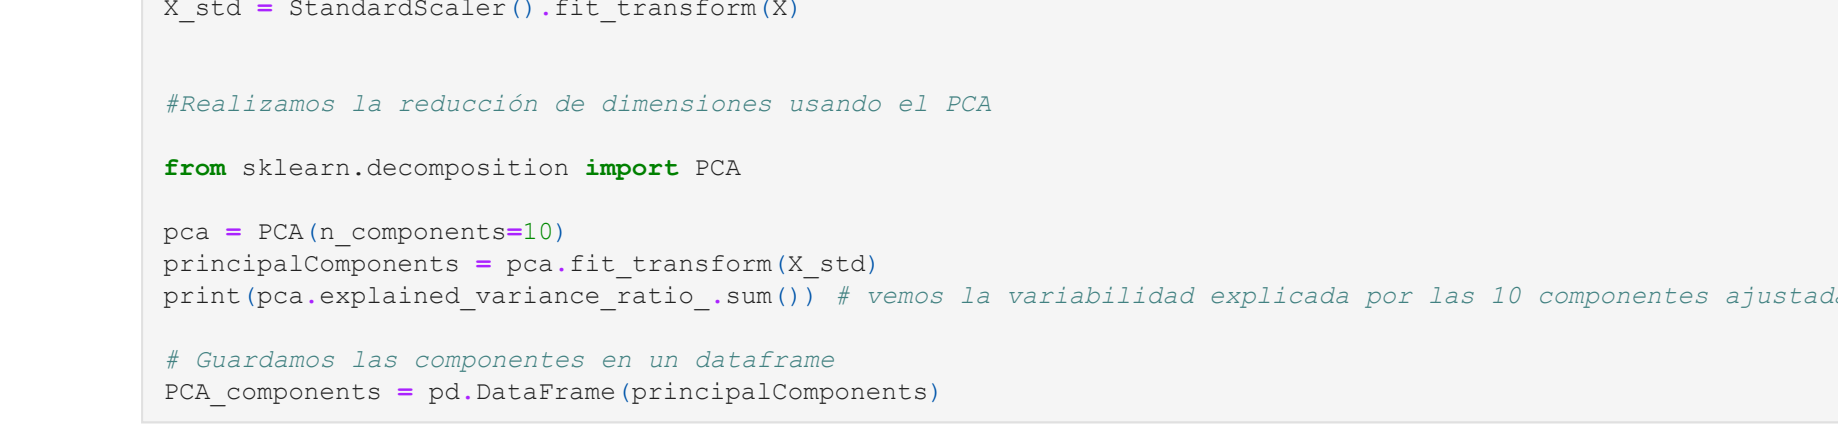 X_std = StandardScaler().fit_transform(X)
#Realizamos la reducción de dimensiones usando el PCA
from sklearn.decomposition import PCA
pca = PCA(n_components=10)
principalComponents = pca.fit_transform(X_std)
print(pca.explained_variance_ratio_.sum()) # vemos la variabilidad explicada por las 10 componentes
# Guardamos las componentes en un dataframe
PCA_components = pd.DataFrame(principalComponents)